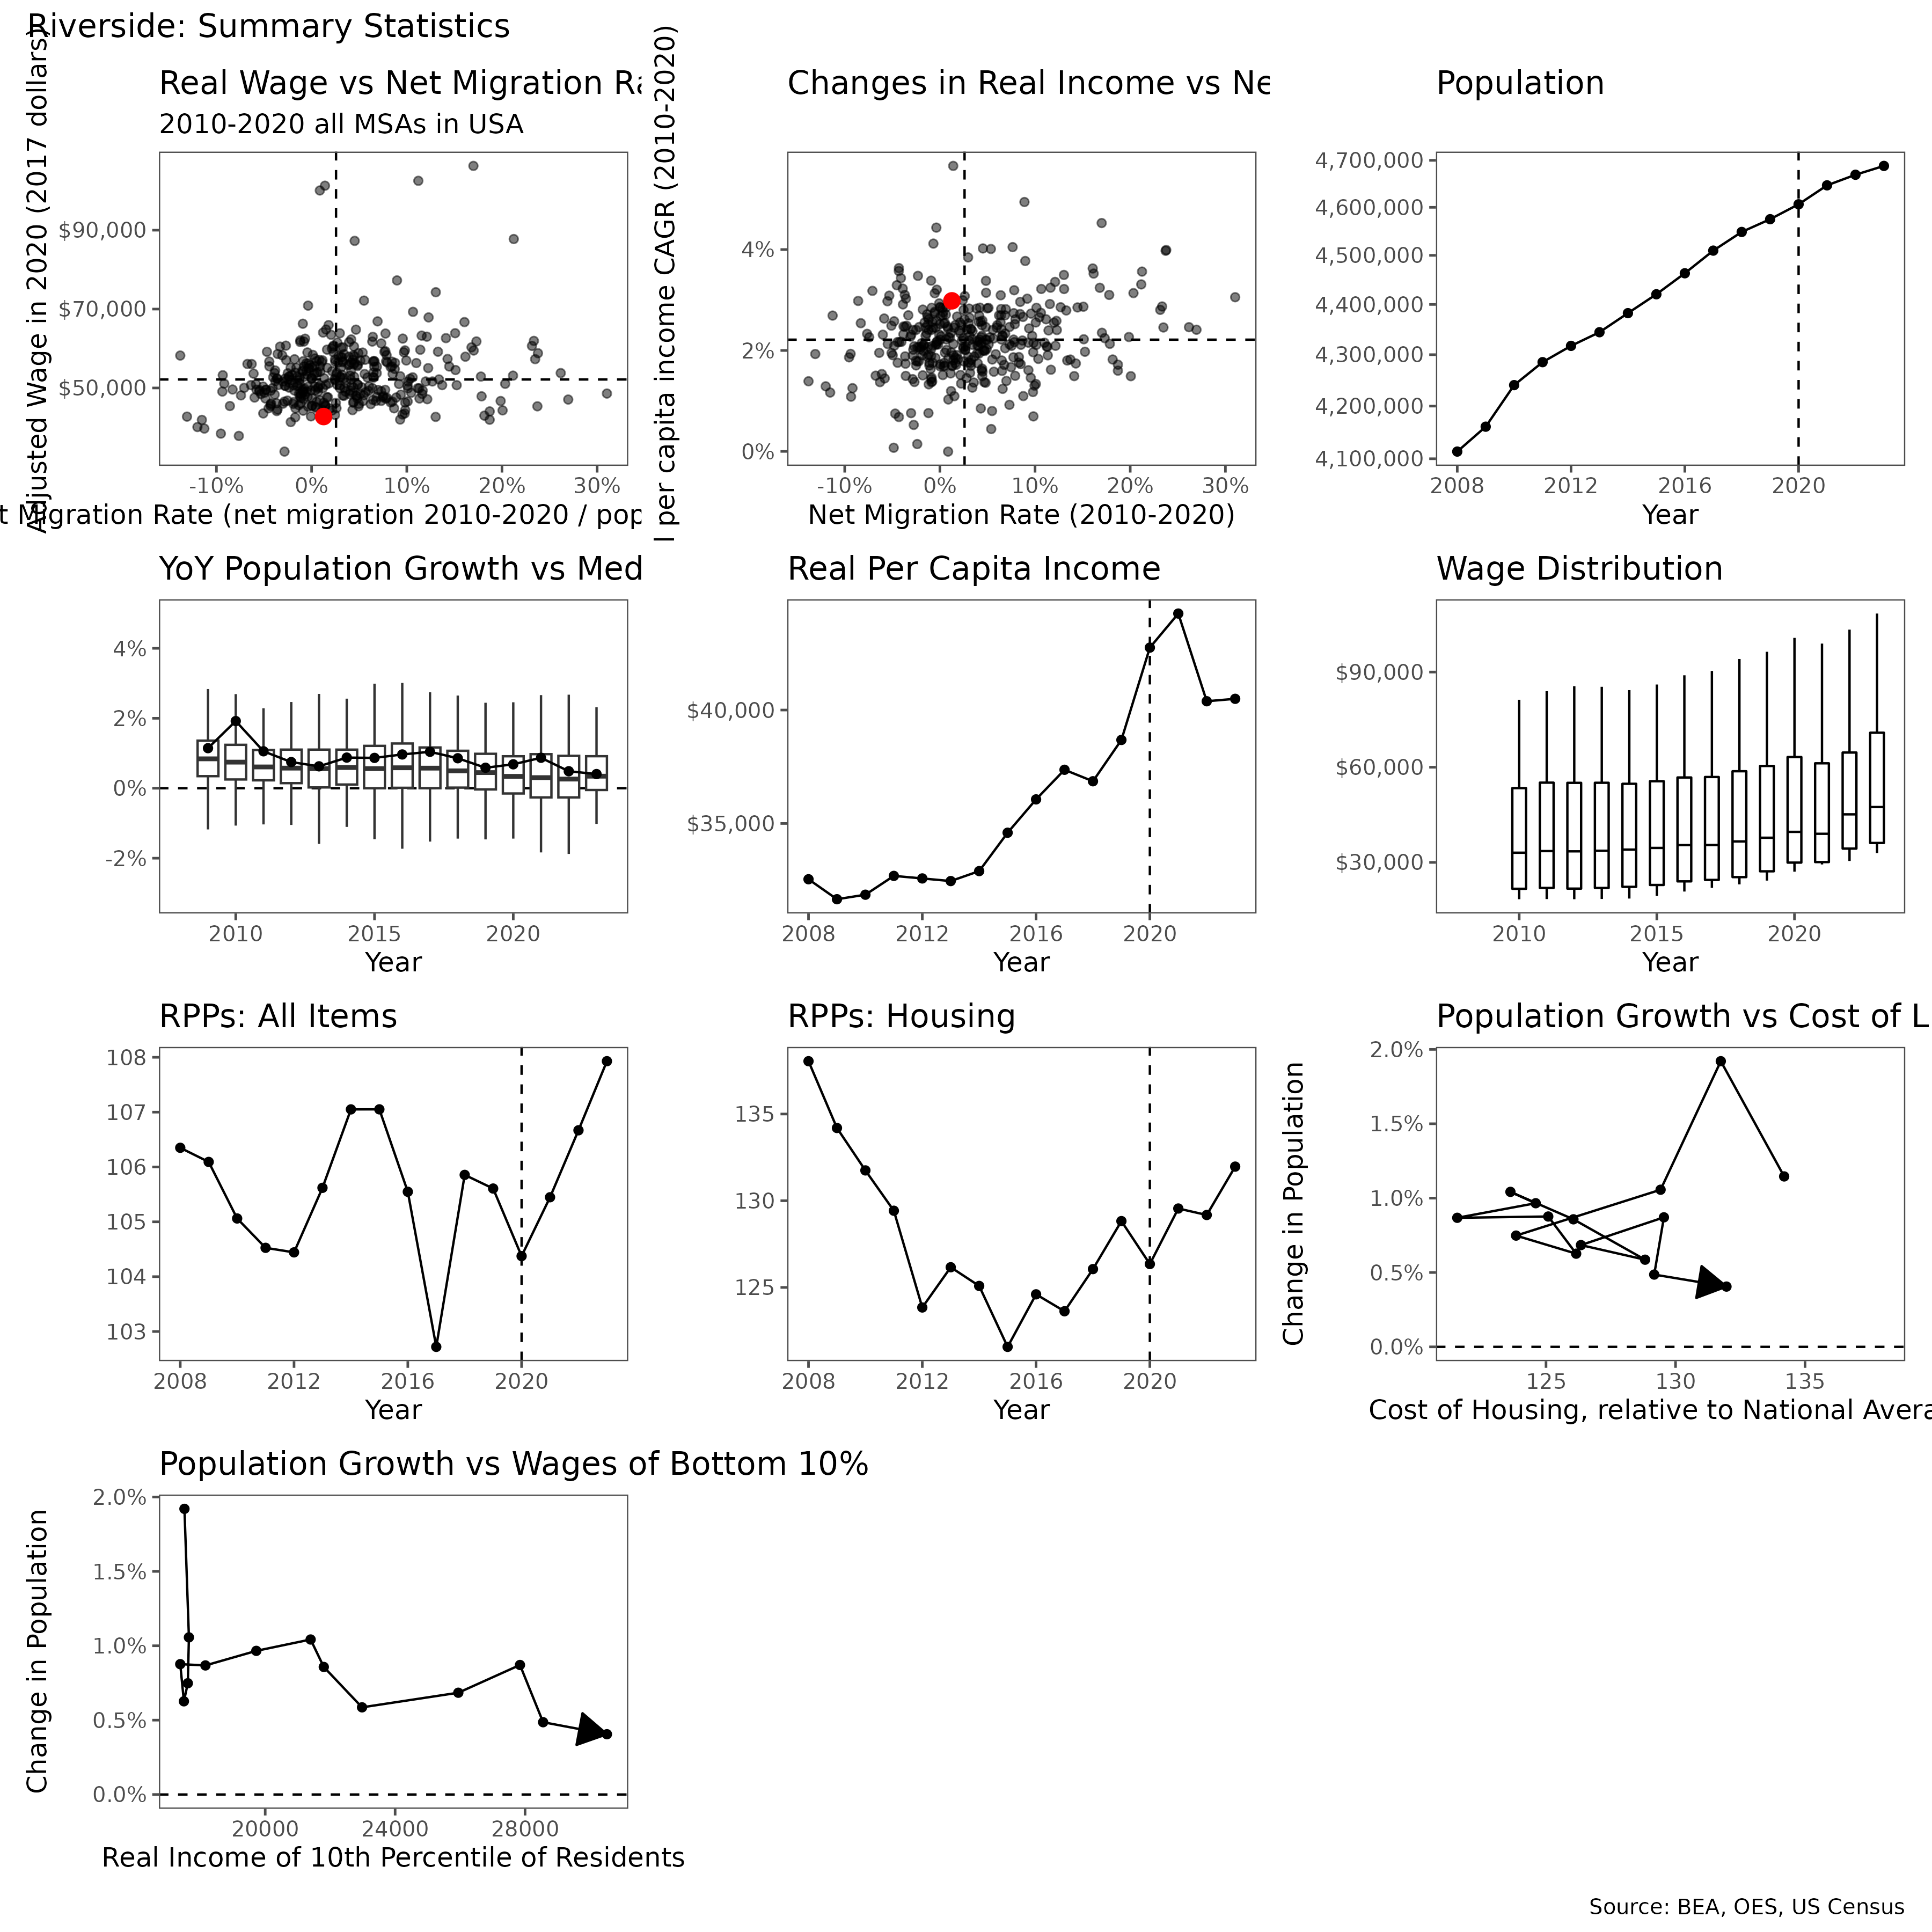 Riverside: Summary Statistics
Real Wage vs Net Migration Ra
2010-2020 all MSAs in USA
Adjusted Wage in 2020 (2017 dollars)
$90,000
$70,000
$50,000
-10% 0% 10% 20% 30%
t Migration Rate (net migration 2010-2020 / pop
Changes in Real Income vs Ne
l per capita income CAGR (2010-2020)
4%
2%
0%
-10% 0% 10% 20% 30%
Net Migration Rate (2010-2020)
Population
4,700,000
4,600,000
4,500,000
4,400,000
4,300,000
4,200,000
4,100,000
2008 2012 2016 2020
Year
YoY Population Growth vs Med
4%
2%
0%
-2%
2010 2015 2020
Year
Real Per Capita Income
$40,000
$35,000
2008 2012 2016 2020
Year
Wage Distribution
$90,000
$60,000
$30,000
2010 2015 2020
Year
RPPs: All Items
108
107
106
105
104
103
2008 2012 2016 2020
Year
RPPs: Housing
135
130
125
2008 2012 2016 2020
Year
Population Growth vs Cost of L
Change in Population
2.0%
1.5%
1.0%
0.5%
0.0%
125 130 135
Cost of Housing, relative to National Avera
Population Growth vs Wages of Bottom 10%
Change in Population
2.0%
1.5%
1.0%
0.5%
0.0%
20000 24000 28000
Real Income of 10th Percentile of Residents
Source: BEA, OES, US Census